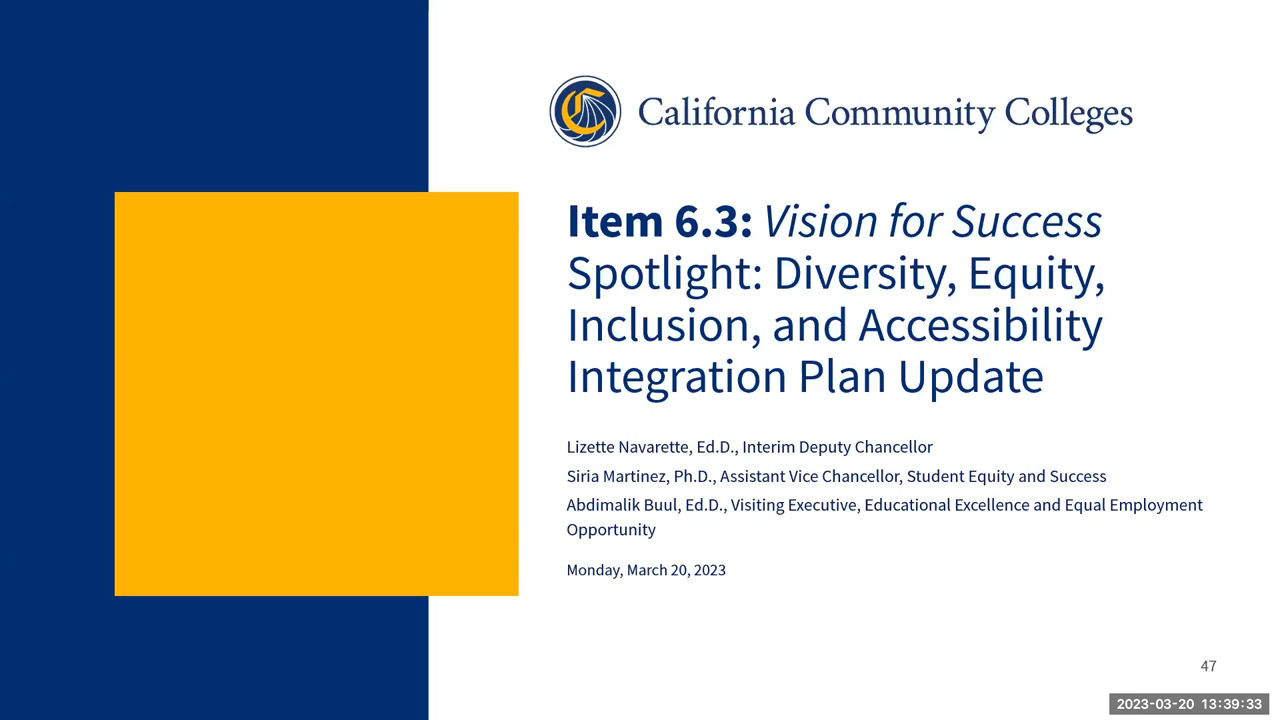 California Community Colleges
Item 6.3: Vision for Success
Spotlight: Diversity, Equity,
Inclusion, and Accessibility
Integration Plan Update
Lizette Navarette, Ed.D., Interim Deputy Chancellor
Siria Martinez, Ph.D., Assistant Vice Chancellor, Student Equity and Success
Abdimalik Buul, Ed.D., Visiting Executive, Educational Excellence and Equal Employment
Opportunity
Monday, March 20, 2023
47
2023-03-20 13:39:33